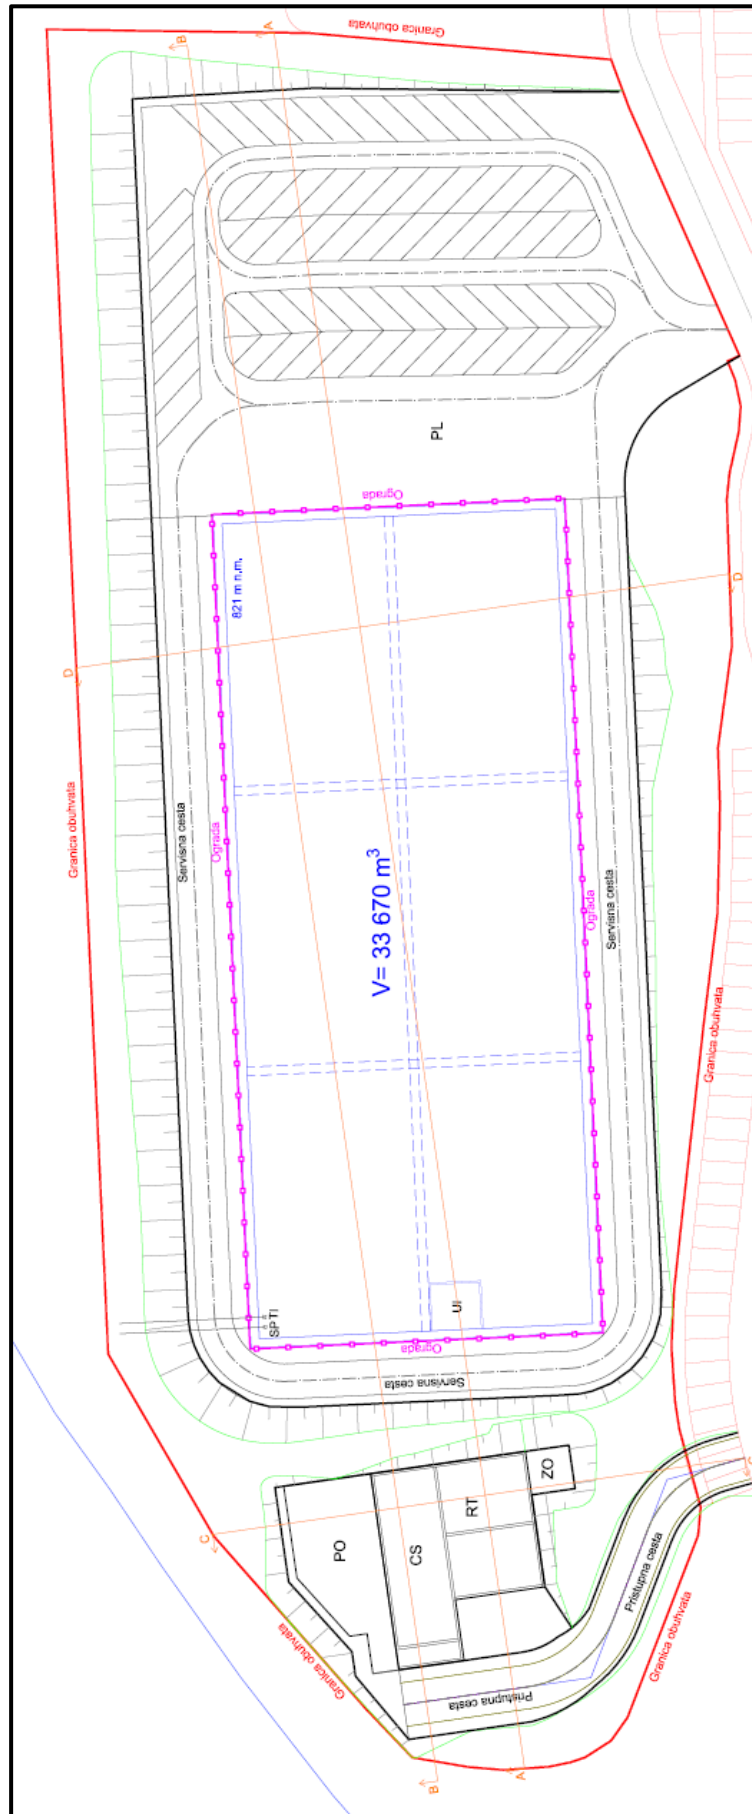 Granica obuhvata
B
A
PL
Ograda
821 m n.m.
D
D
Servisna cesta
Granica obuhvata
Ograda
V= 33 670 m³
Ograda
Servisna cesta
Granica obuhvata
UI
SPTI
Ograda
Servisna cesta
ZO
RT
CS
PO
C
C
Pristupna cesta
Granica obuhvata
Granica obuhvata
Pristupna cesta
B
A